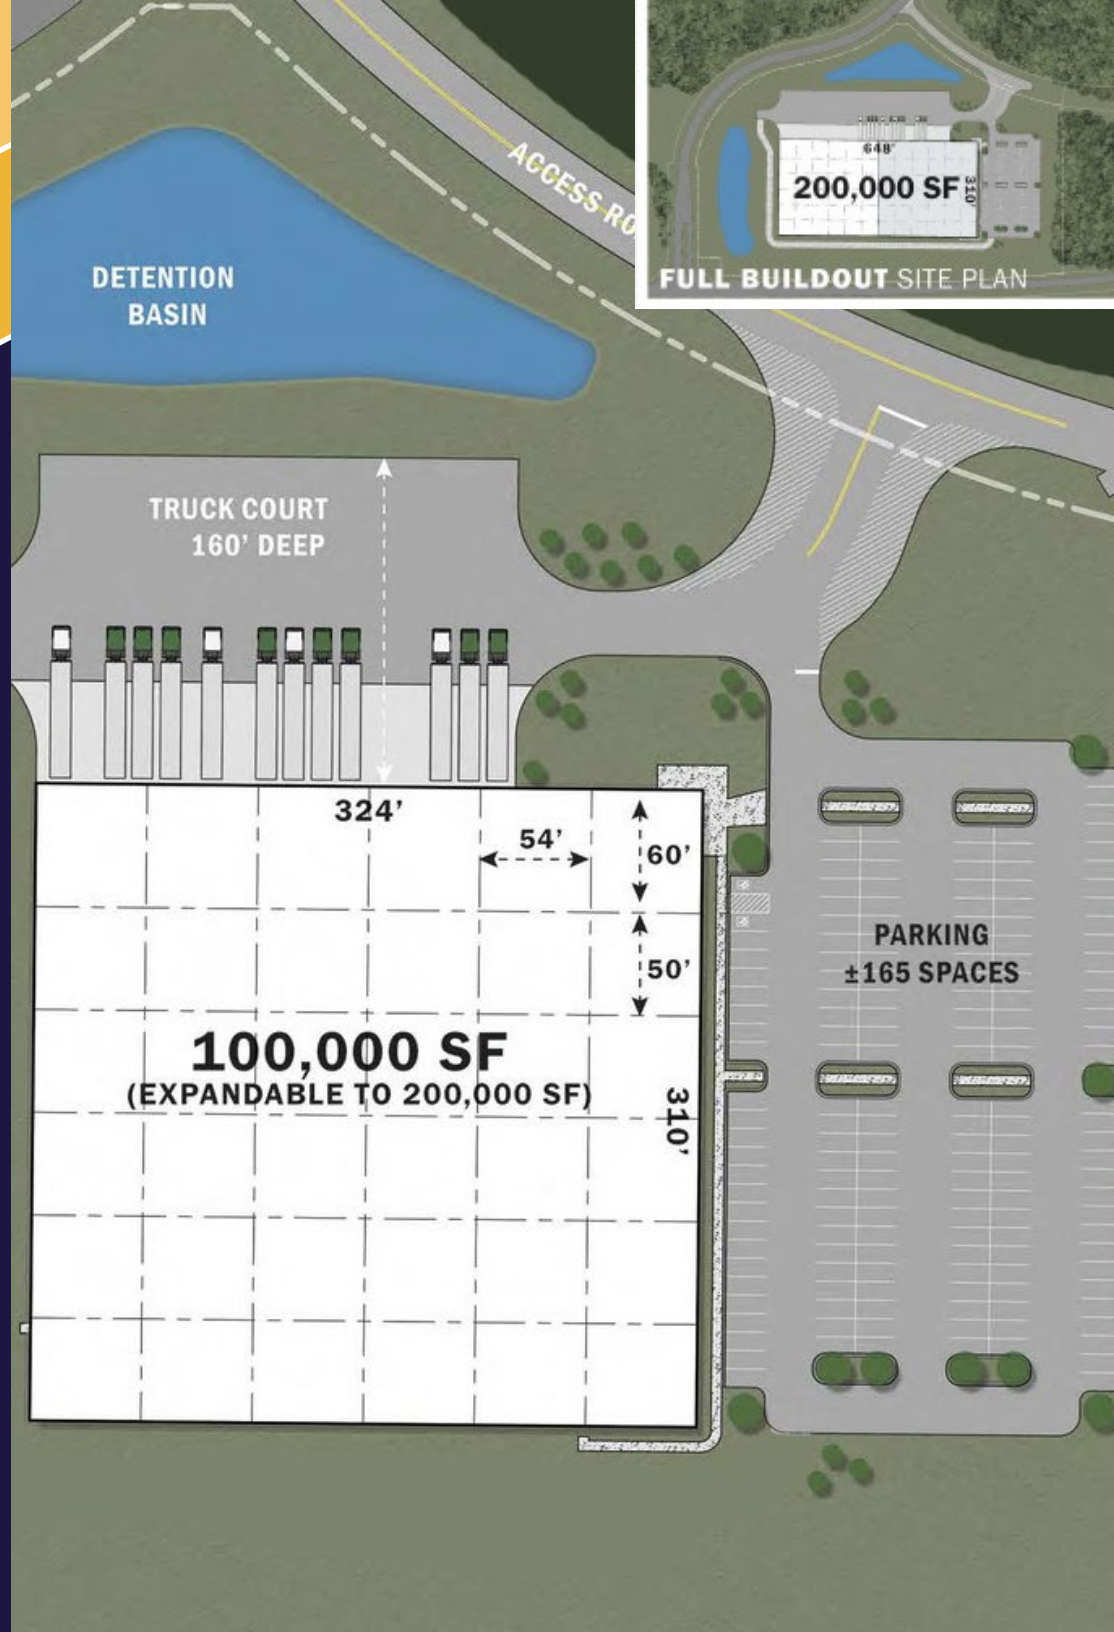 ACCESS RO
648'
200,000 SF
310'
FULL BUILDOUT SITE PLAN
DETENTION
BASIN
TRUCK COURT
160’ DEEP
324’
54’
60’
50’
PARKING
±165 SPACES
100,000 SF
(EXPANDABLE TO 200,000 SF)
310’